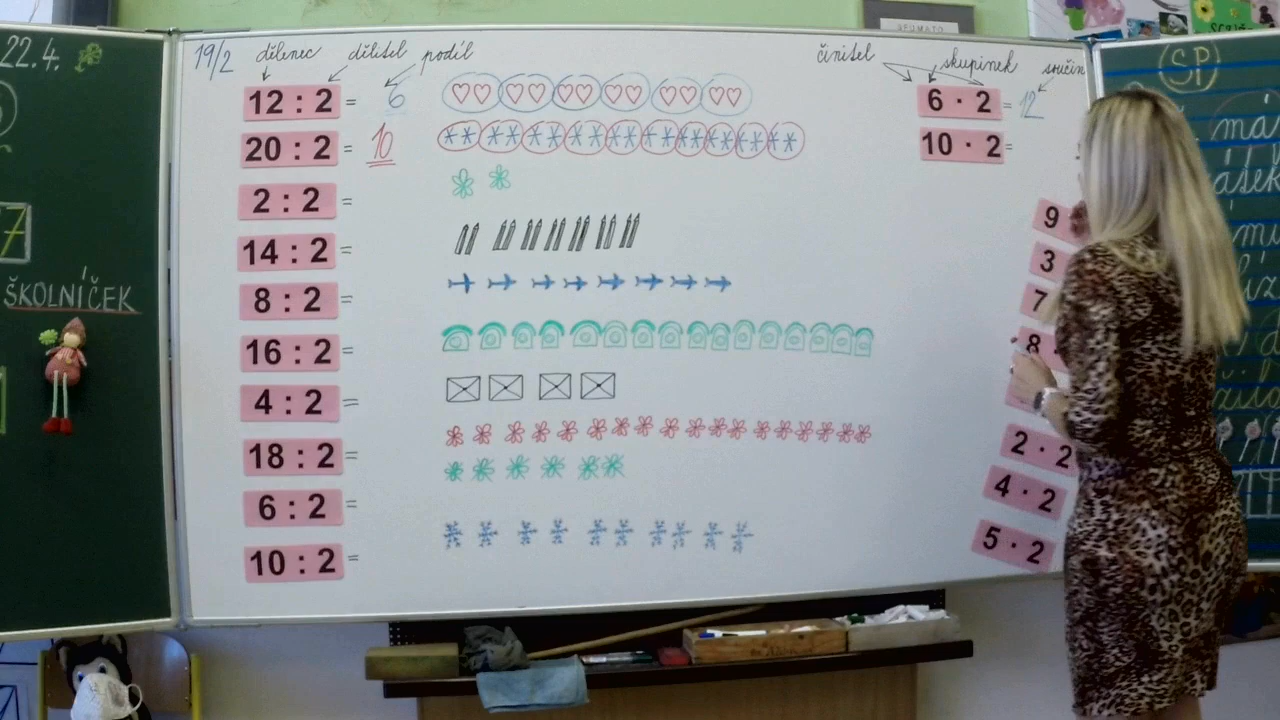 22.4.
7
ŠKOLNÍČEK
19/2
dělenec dělitel podíl
činitel skupinek součin
12 : 2 = 6
6 · 2 = 12
20 : 2 = 10
10 · 2 =
2 : 2 =
14 : 2 =
8 : 2 =
16 : 2 =
4 : 2 =
18 : 2 =
6 : 2 =
10 : 2 =
9
3
7
8
2 · 2
4 · 2
5 · 2
SP